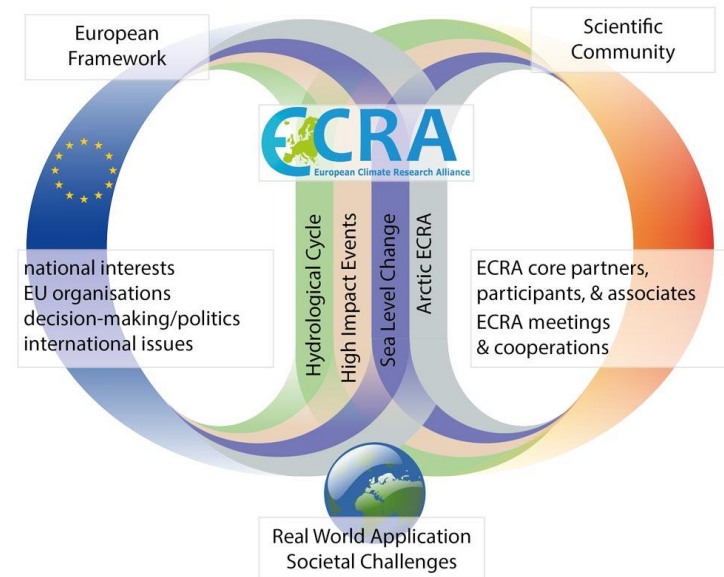 European
Framework
Scientific
Community
ECRA
European Climate Research Alliance
Hydrological Cycle
High Impact Events
Sea Level Change
Arctic ECRA
national interests
EU organisations
decision-making/politics
international issues
ECRA core partners,
participants, & associates
ECRA meetings
& cooperations
Real World Application
Societal Challenges